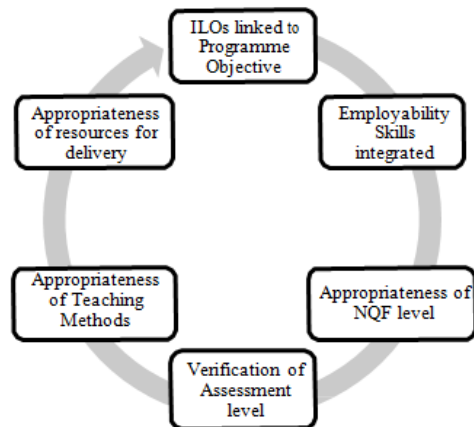 ILOs linked to
Programme
Objective
Employability
Skills
integrated
Appropriateness of
NQF level
Verification of
Assessment
level
Appropriateness
of Teaching
Methods
Appropriateness
of resources for
delivery